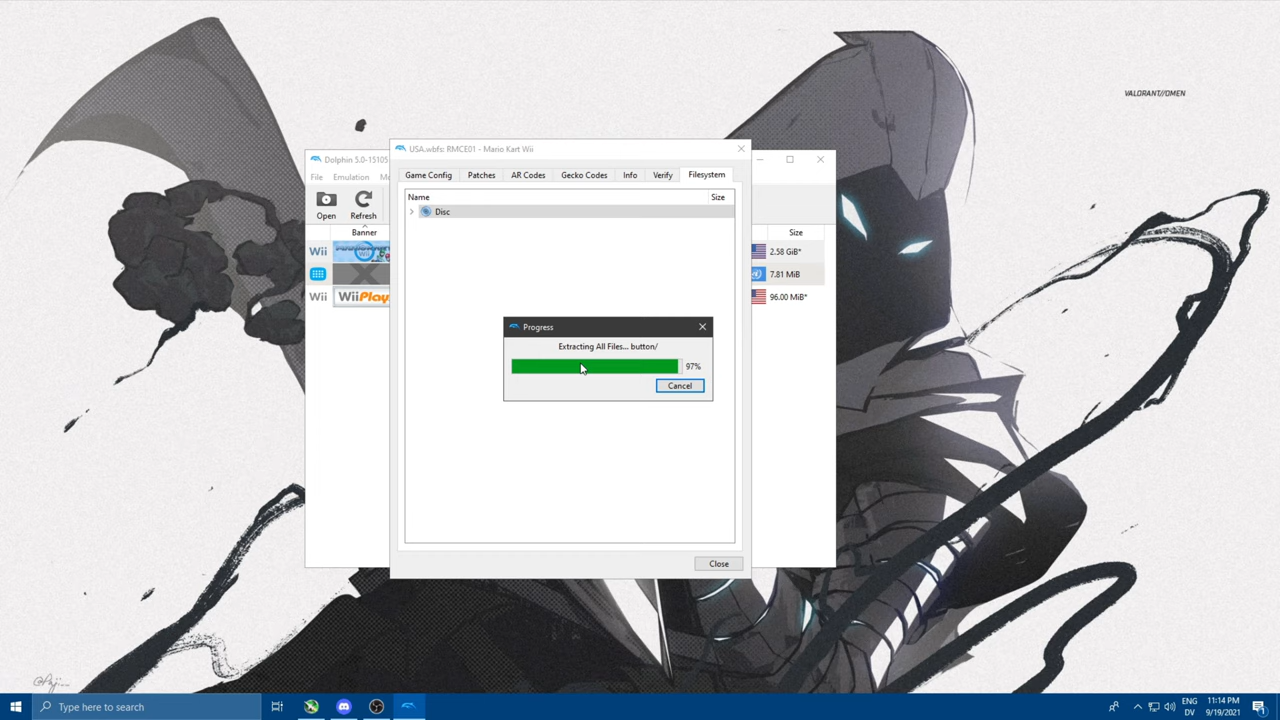 VALORANT//OMEN
Dolphin 5.0-15105
File Emulation
Open Refresh
Banner Size
Wii 2.58 GiB*
7.81 MiB
Wii WiiPlay 96.00 MiB*
USA.wbfs: RMCE01 - Mario Kart Wii
Game Config Patches AR Codes Gecko Codes Info Verify Filesystem
Name Size
Disc
Progress
Extracting All Files... button/
97%
Cancel
Close
Type here to search
ENG 11:14 PM
DV 9/19/2021
1